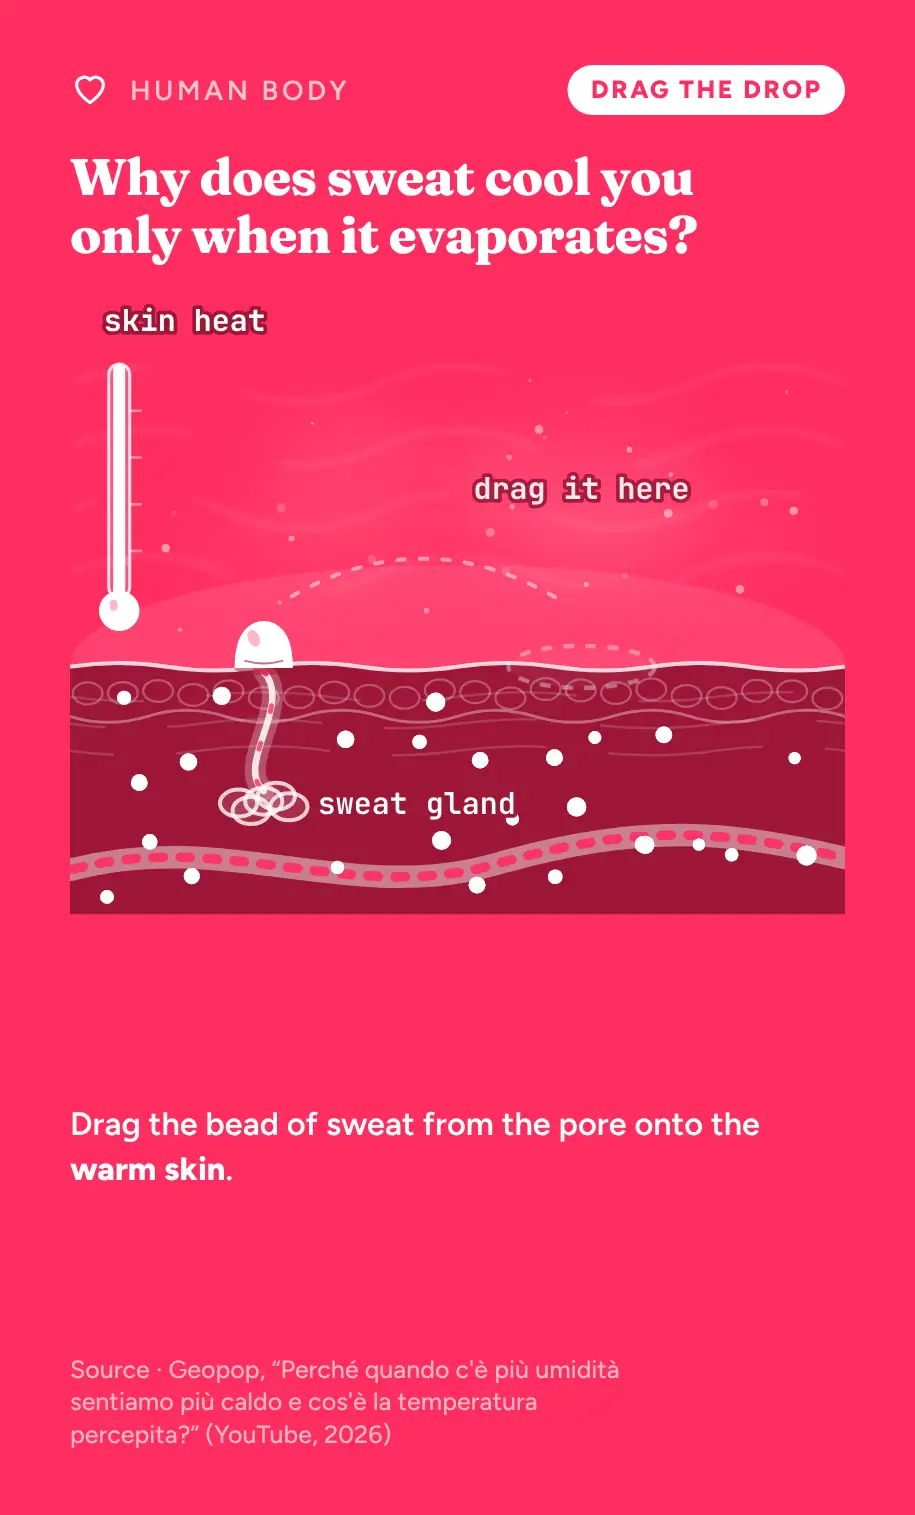 HUMAN BODY
DRAG THE DROP
Why does sweat cool you
only when it evaporates?
skin heat
drag it here
sweat gland
Drag the bead of sweat from the pore onto the
warm skin.
Source · Geopop, “Perché quando c'è più umidità
sentiamo più caldo e cos'è la temperatura
percepita?” (YouTube, 2026)